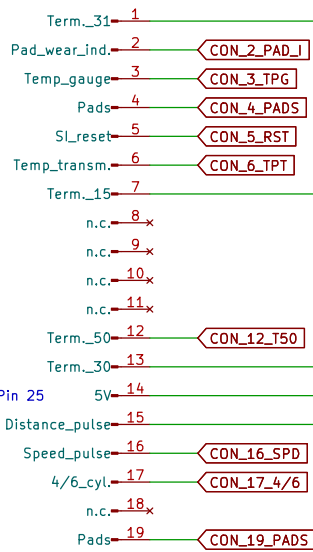 Term._31 1
Pad_wear_ind. 2 CON_2_PAD_I
Temp_gauge 3 CON_3_TPG
Pads 4 CON_4_PADS
SI_reset 5 CON_5_RST
Temp_transm. 6 CON_6_TPT
Term._15 7
n.c. 8
n.c. 9
n.c. 10
n.c. 11
Term._50 12 CON_12_T50
Term._30 13
Pin 25 5V 14
Distance_pulse 15
Speed_pulse 16 CON_16_SPD
4/6_cyl. 17 CON_17_4/6
n.c. 18
Pads 19 CON_19_PADS